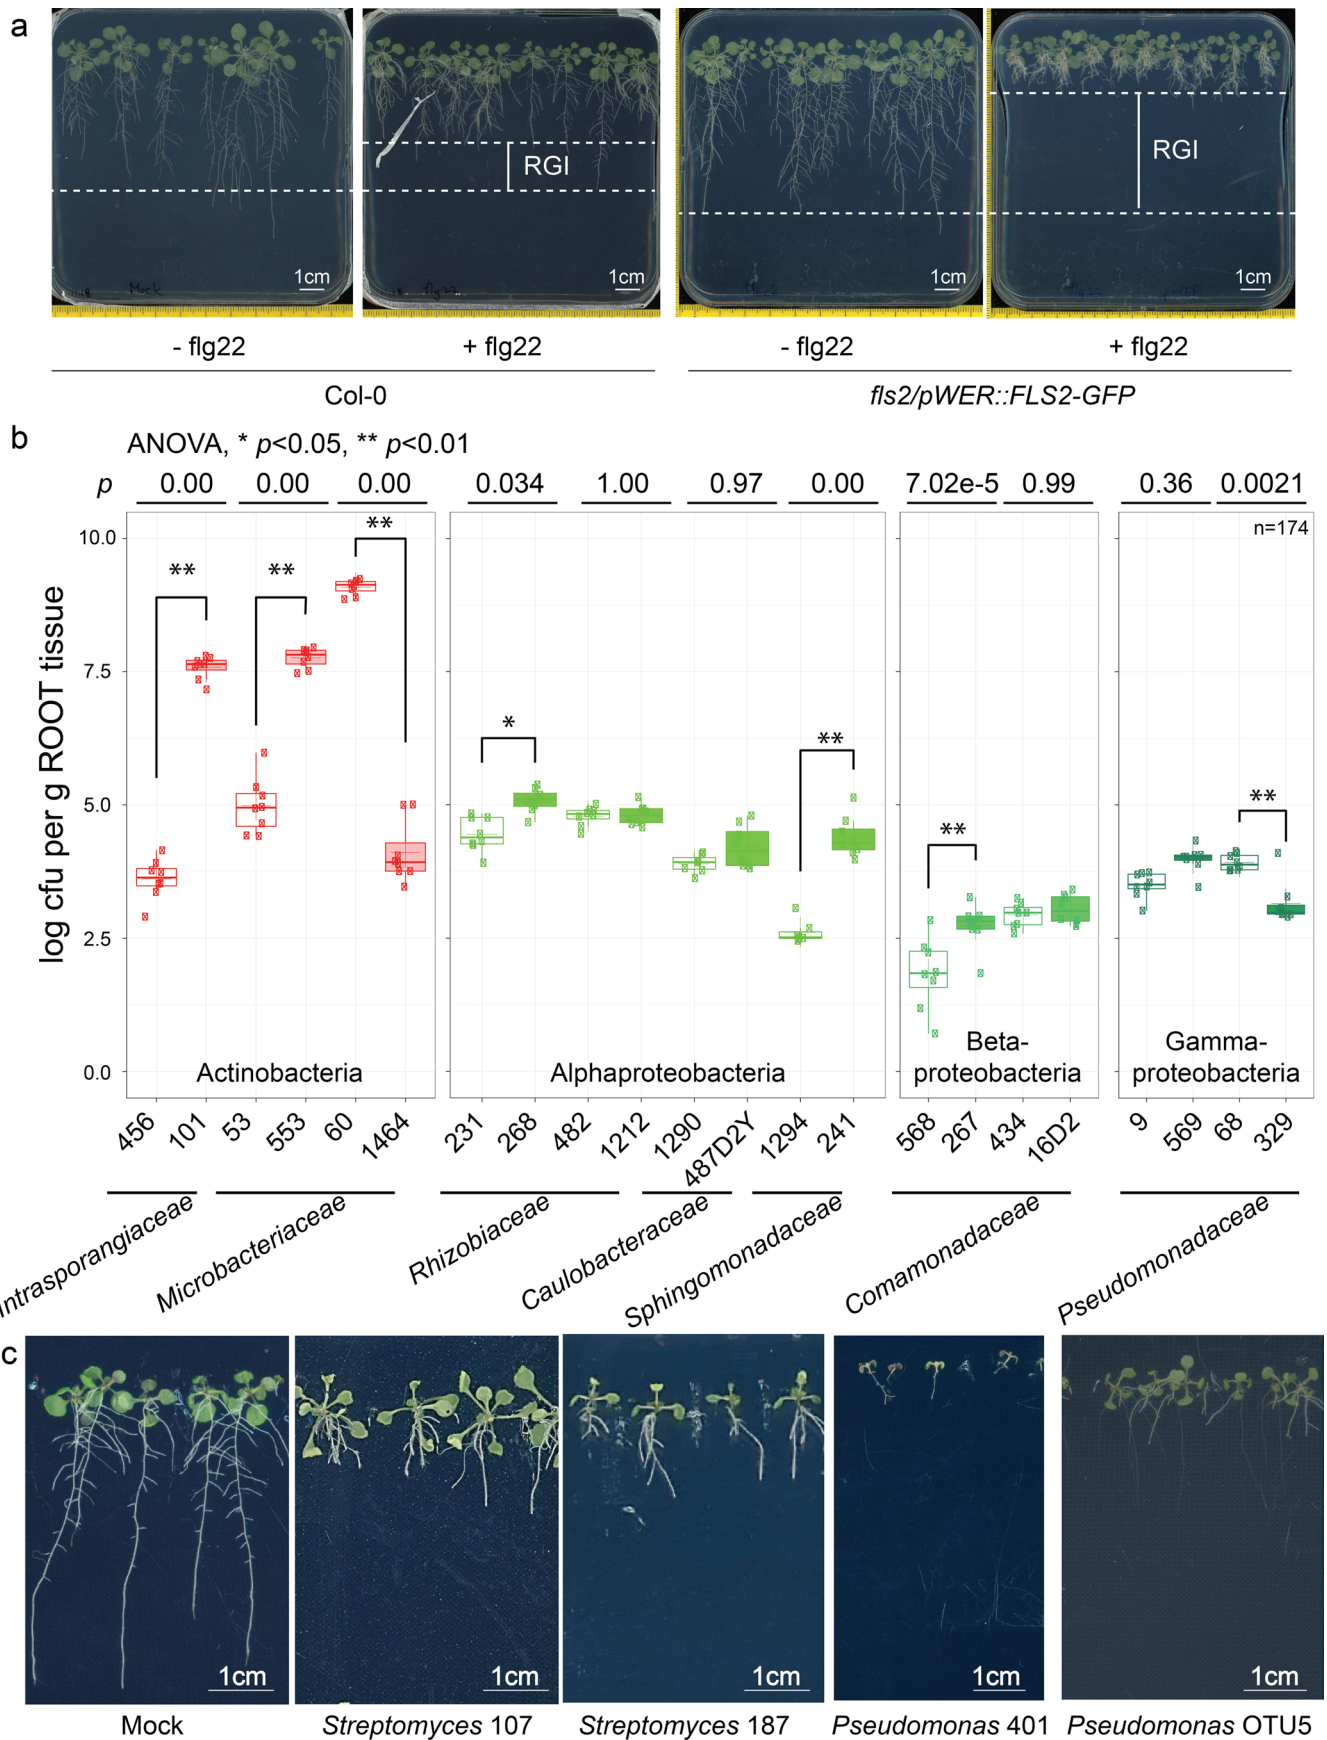 a
RGI
RGI
1cm
1cm
1cm
1cm
Mock
flg22
- flg22
+ flg22
- flg22
+ flg22
Col-0
fls2/pWER::FLS2-GFP
b
ANOVA, * p<0.05, ** p<0.01
p
0.00
0.00
0.00
0.034
1.00
0.97
0.00
7.02e-5
0.99
0.36
0.0021
n=174
log cfu per g ROOT tissue
10.0
7.5
5.0
2.5
0.0
**
**
**
*
**
**
**
Actinobacteria
Alphaproteobacteria
Beta-
proteobacteria
Gamma-
proteobacteria
456
101
53
553
60
1464
231
268
482
1212
1290
487D2Y
1294
241
568
267
434
16D2
9
569
68
329
Intrasporangiaceae
Microbacteriaceae
Rhizobiaceae
Caulobacteraceae
Sphingomonadaceae
Comamonadaceae
Pseudomonadaceae
c
1cm
1cm
1cm
1cm
1cm
Mock
Streptomyces 107
Streptomyces 187
Pseudomonas 401
Pseudomonas OTU5